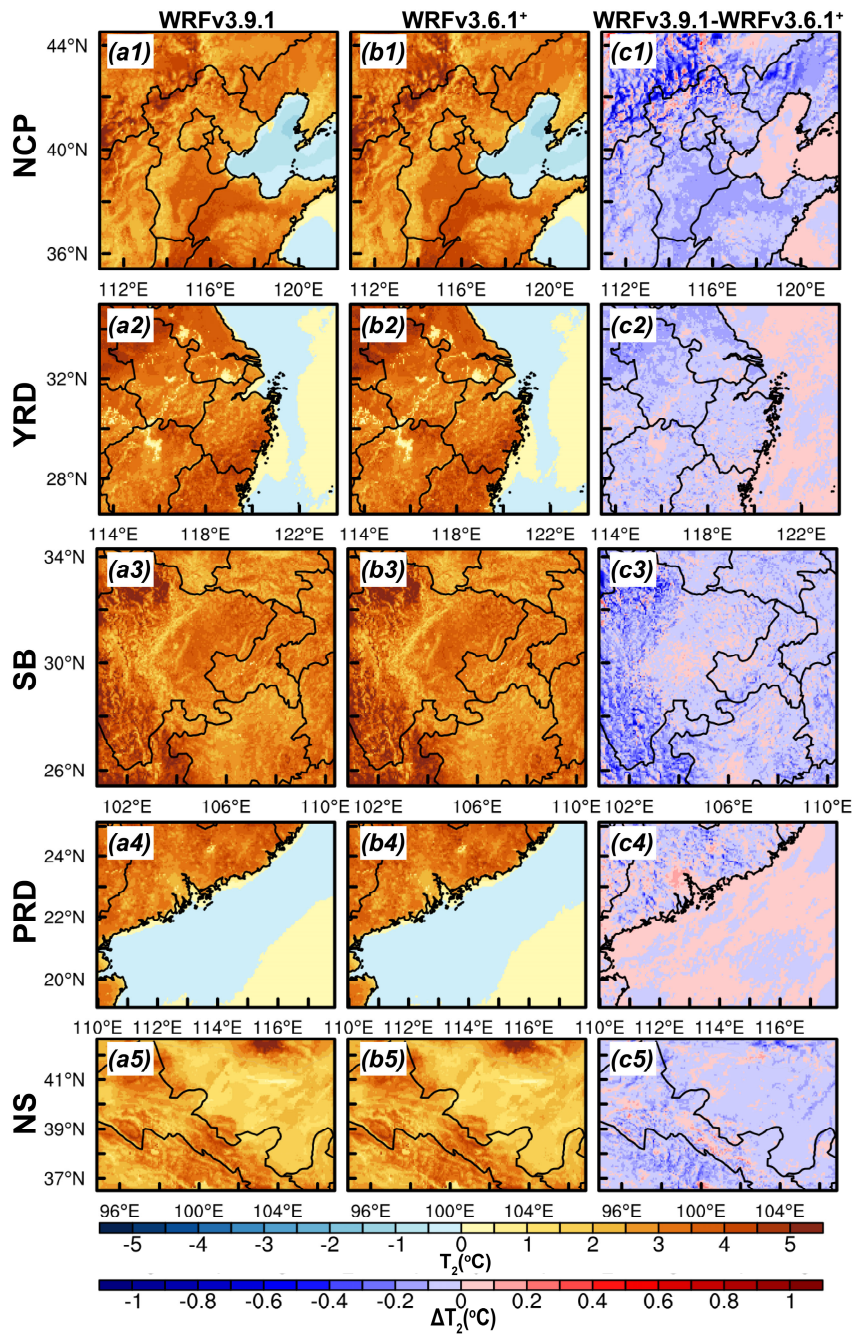 WRFv3.9.1 WRFv3.6.1⁺ WRFv3.9.1-WRFv3.6.1⁺
NCP
44°N
40°N
36°N
(a1) (b1) (c1)
112°E 116°E 120°E 112°E 116°E 120°E 112°E 116°E 120°E
YRD
32°N
28°N
(a2) (b2) (c2)
114°E 118°E 122°E 114°E 118°E 122°E 114°E 118°E 122°E
SB
34°N
30°N
26°N
(a3) (b3) (c3)
102°E 106°E 110°E 102°E 106°E 110°E 102°E 106°E 110°E
PRD
24°N
22°N
20°N
(a4) (b4) (c4)
110°E 112°E 114°E 116°E 110°E 112°E 114°E 116°E 110°E 112°E 114°E 116°E
NS
41°N
39°N
37°N
(a5) (b5) (c5)
96°E 100°E 104°E 96°E 100°E 104°E 96°E 100°E 104°E
-5 -4 -3 -2 -1 0 1 2 3 4 5
T₂(°C)
-1 -0.8 -0.6 -0.4 -0.2 0 0.2 0.4 0.6 0.8 1
ΔT₂(°C)